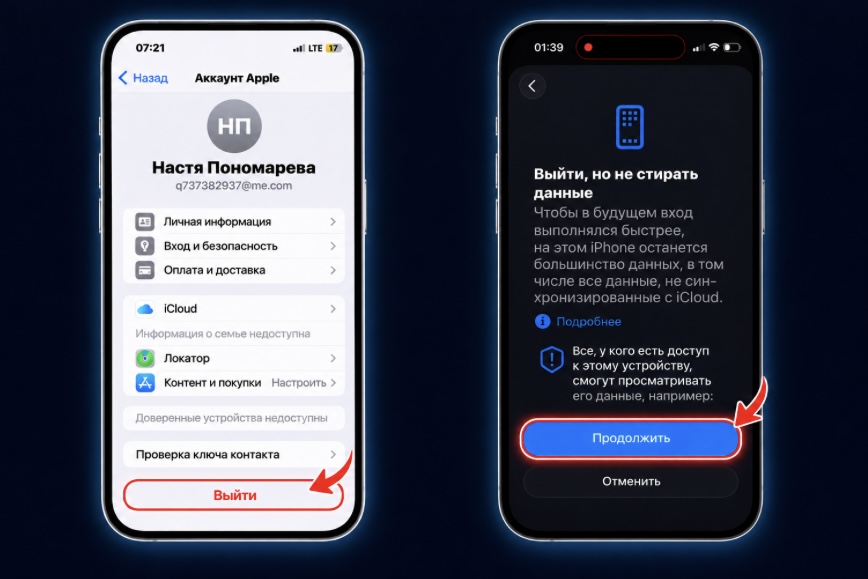 07:21
LTE 17
Назад
Аккаунт Apple
НП
Настя Пономарева
q737382937@me.com
Личная информация
Вход и безопасность
Оплата и доставка
iCloud
Информация о семье недоступна
Локатор
Контент и покупки Настроить
Доверенные устройства недоступны
Проверка ключа контакта
Выйти
01:39
Выйти, но не стирать
данные
Чтобы в будущем вход
выполнялся быстрее,
на этом iPhone останется
большинство данных, в том
числе все данные, не син-
хронизированные с iCloud.
Подробнее
Все, у кого есть доступ
к этому устройству,
смогут просматривать
его данные, например:
Продолжить
Отменить